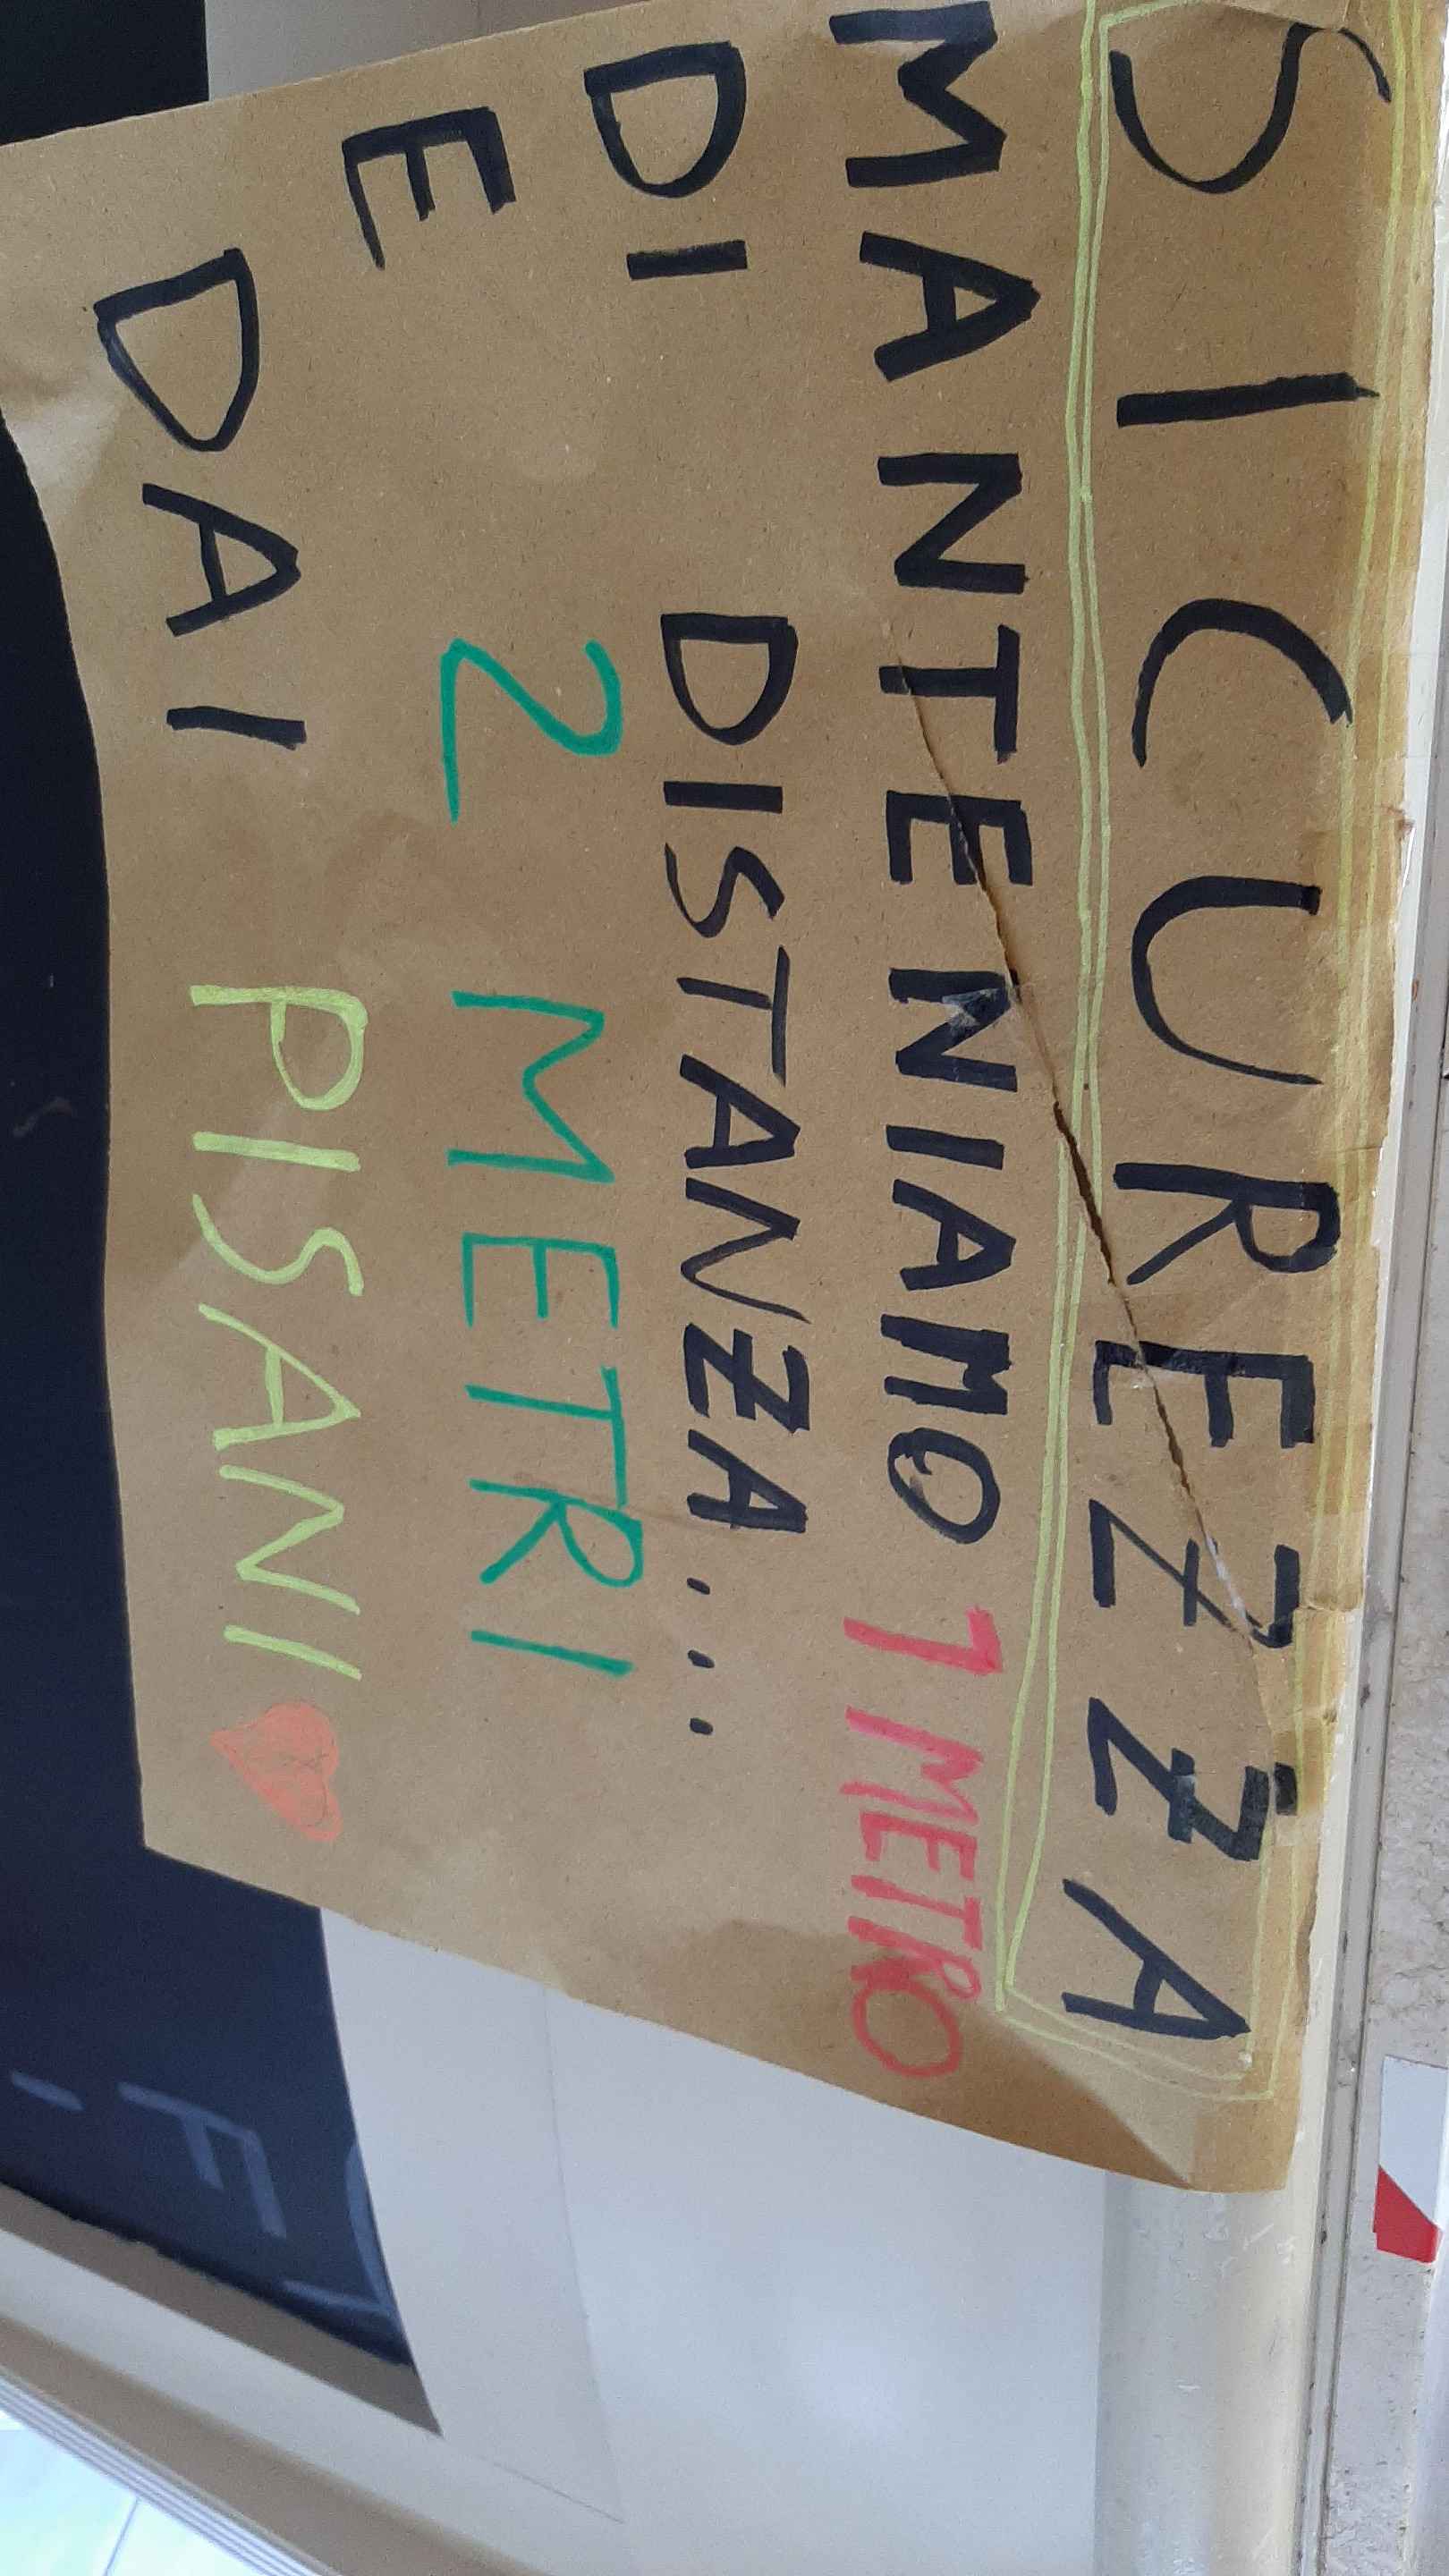 SICUREZZA
MANTENIAMO 1 METRO
DI DISTANZA...
E 2 METRI
DAI PISANI